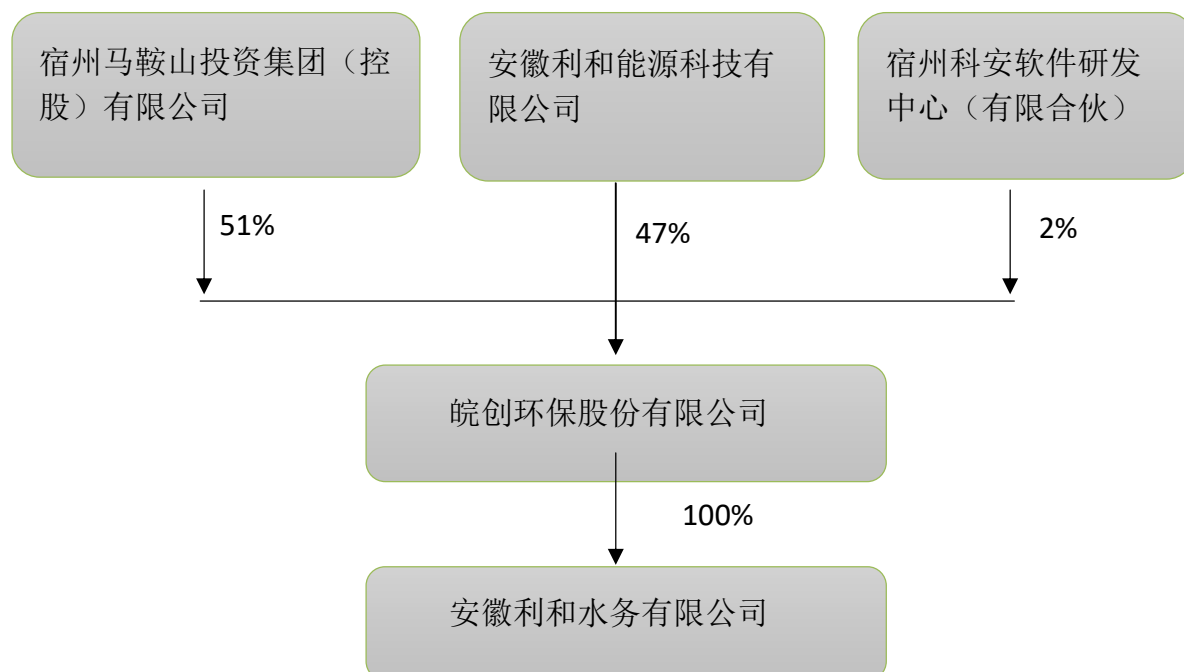 宿州马鞍山投资集团（控
股）有限公司
安徽利和能源科技有
限公司
宿州科安软件研发
中心（有限合伙）
51%
47%
2%
皖创环保股份有限公司
100%
安徽利和水务有限公司